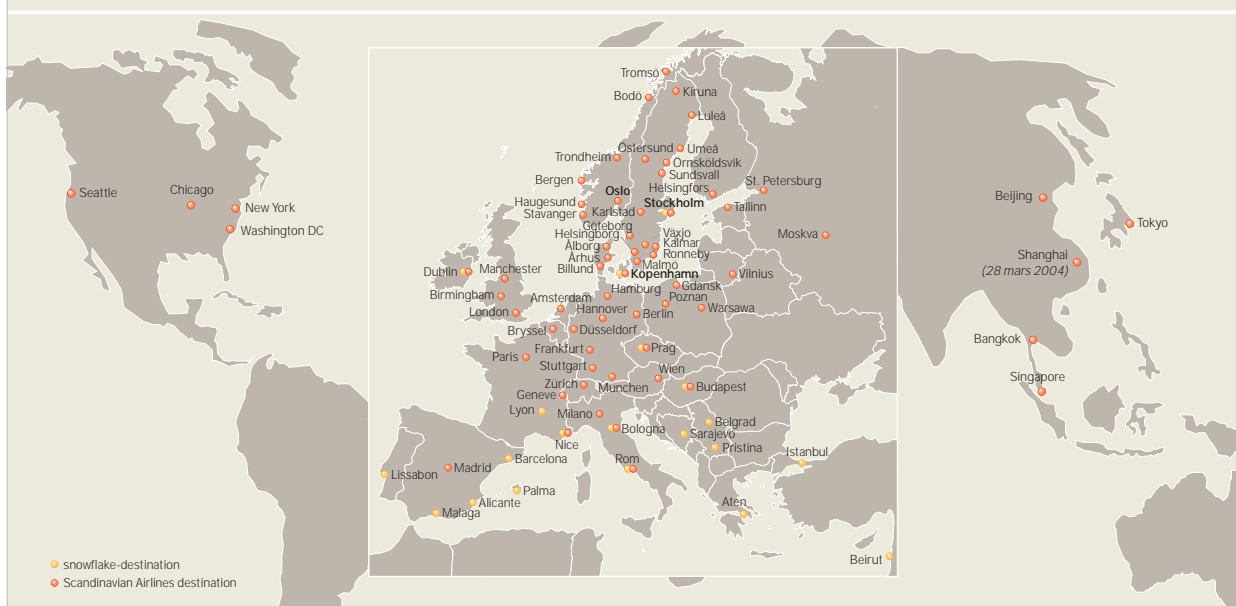 Tromsö
Bodö
Kiruna
Luleå
Umeå
Östersund
Trondheim
Örnsköldsvik
Sundsvall
Bergen
Helsingfors
St. Petersburg
Oslo
Stockholm
Haugesund
Stavanger
Karlstad
Tallinn
Göteborg
Helsingborg
Växjö
Kalmar
Ronneby
Moskva
Ålborg
Århus
Billund
Malmö
Köpenhamn
Vilnius
Dublin
Manchester
Birmingham
London
Amsterdam
Hamburg
Hannover
Gdansk
Poznan
Berlin
Warsawa
Bryssel
Düsseldorf
Paris
Frankfurt
Prag
Stuttgart
Wien
Zürich
München
Budapest
Geneve
Lyon
Milano
Belgrad
Bologna
Sarajevo
Nice
Pristina
Istanbul
Barcelona
Rom
Lissabon
Madrid
Palma
Alicante
Malaga
Aten
Beirut
Seattle
Chicago
New York
Washington DC
Beijing
Tokyo
Shanghai
(28 mars 2004)
Bangkok
Singapore
snowflake-destination
Scandinavian Airlines destination